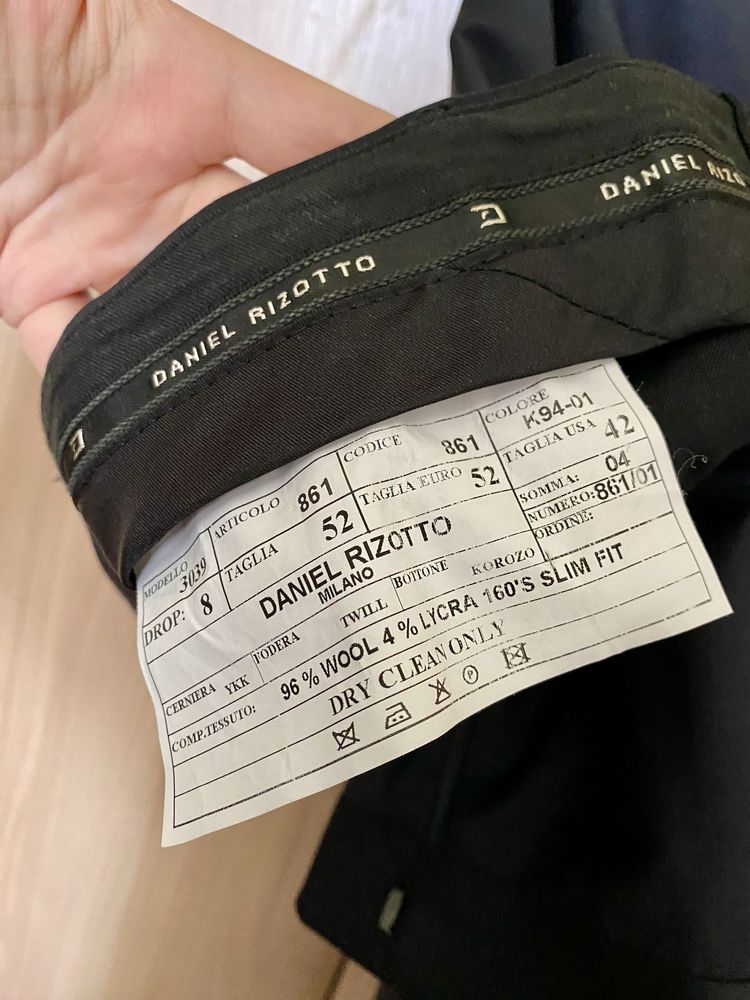 DANIEL RIZOTTO
DANIEL RIZO
MODELLO 3039 ARTICOLO 861 CODICE 861 COLORE K94-01
DROP: 8 TAGLIA 52 TAGLIA EURO 52 TAGLIA USA 42
DANIEL RIZOTTO
MILANO
SOMMA: 04
NUMERO: 861/01
ORDINE:
CERNIERA YKK FODERA TWILL BOTTONE KOROZO
COMP.TESSUTO: 96 % WOOL 4 % LYCRA 160'S SLIM FIT
DRY CLEAN ONLY
P